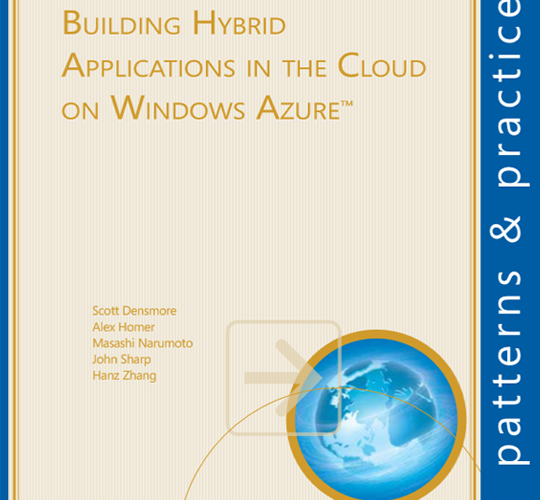 Building Hybrid
Applications in the Cloud
on Windows Azure™
Scott Densmore
Alex Homer
Masashi Narumoto
John Sharp
Hanz Zhang
patterns & practice